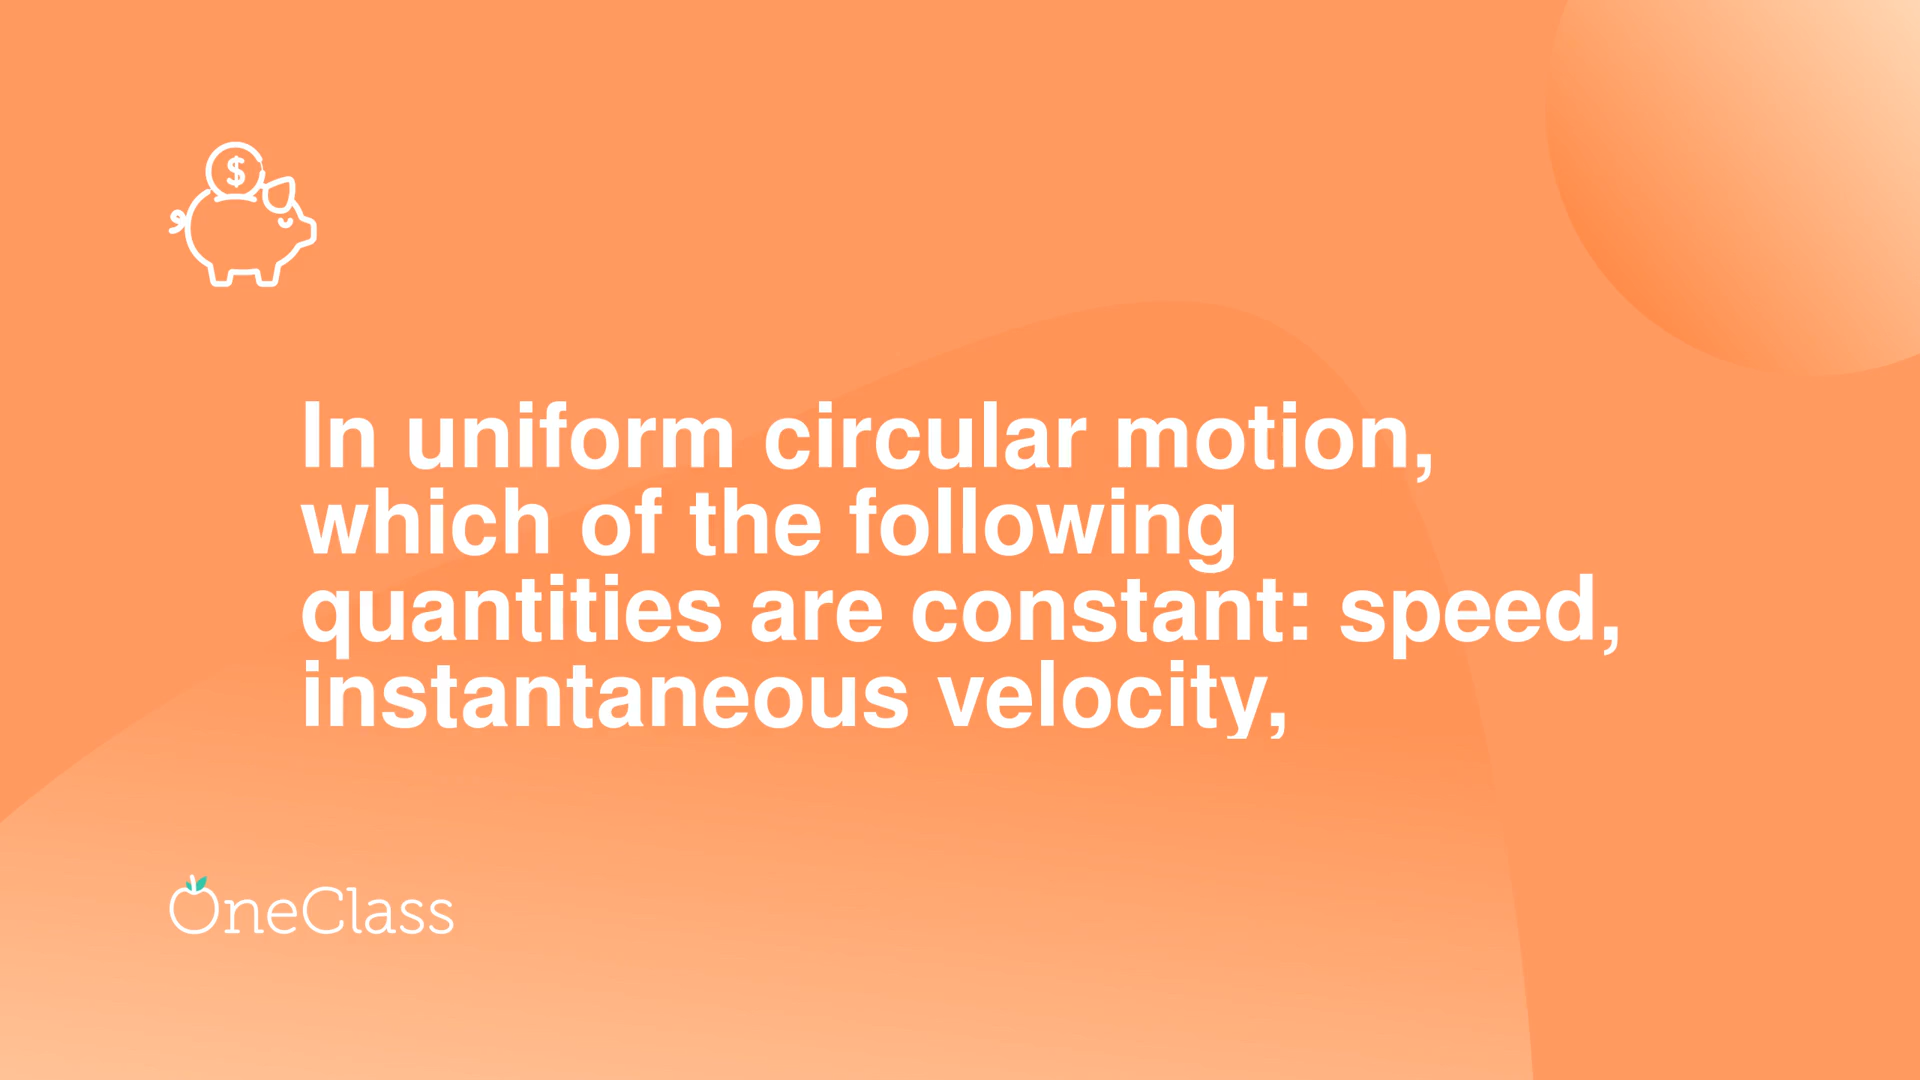 $
In uniform circular motion,
which of the following
quantities are constant: speed,
instantaneous velocity,
OneClass